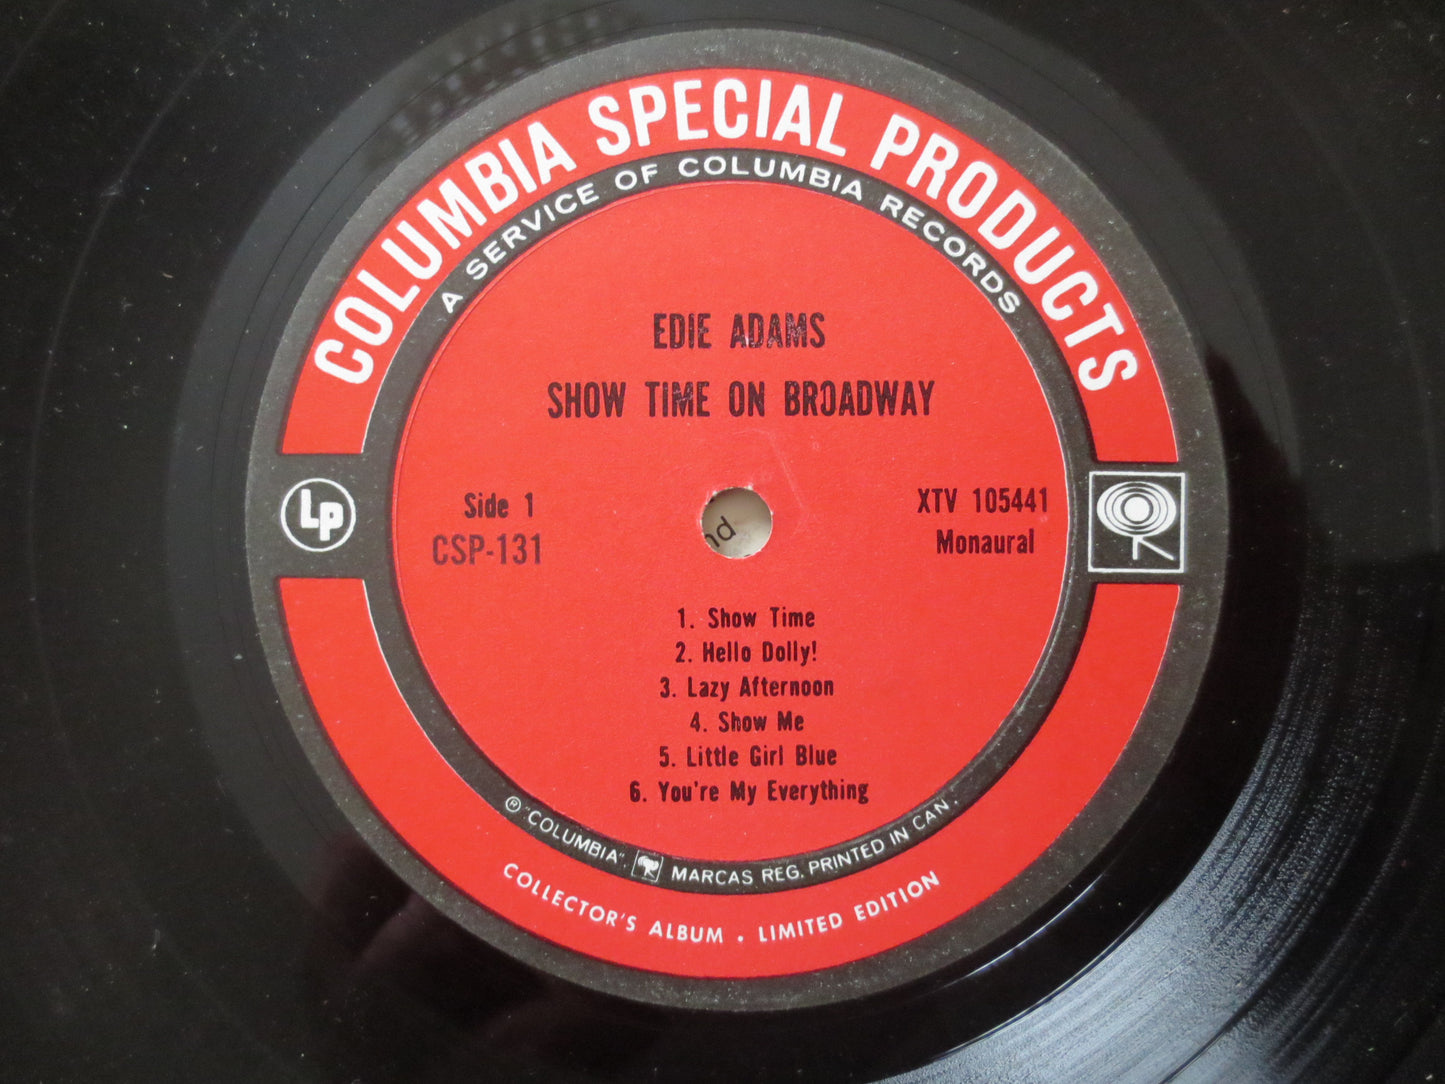 COLUMBIA SPECIAL PRODUCTS
A SERVICE OF COLUMBIA RECORDS
EDIE ADAMS
SHOW TIME ON BROADWAY
LP
Side 1
CSP-131
XTV 105441
Monaural
nd
1. Show Time
2. Hello Dolly!
3. Lazy Afternoon
4. Show Me
5. Little Girl Blue
6. You're My Everything
® "COLUMBIA". MARCAS REG. PRINTED IN CAN.
COLLECTOR'S ALBUM . LIMITED EDITION